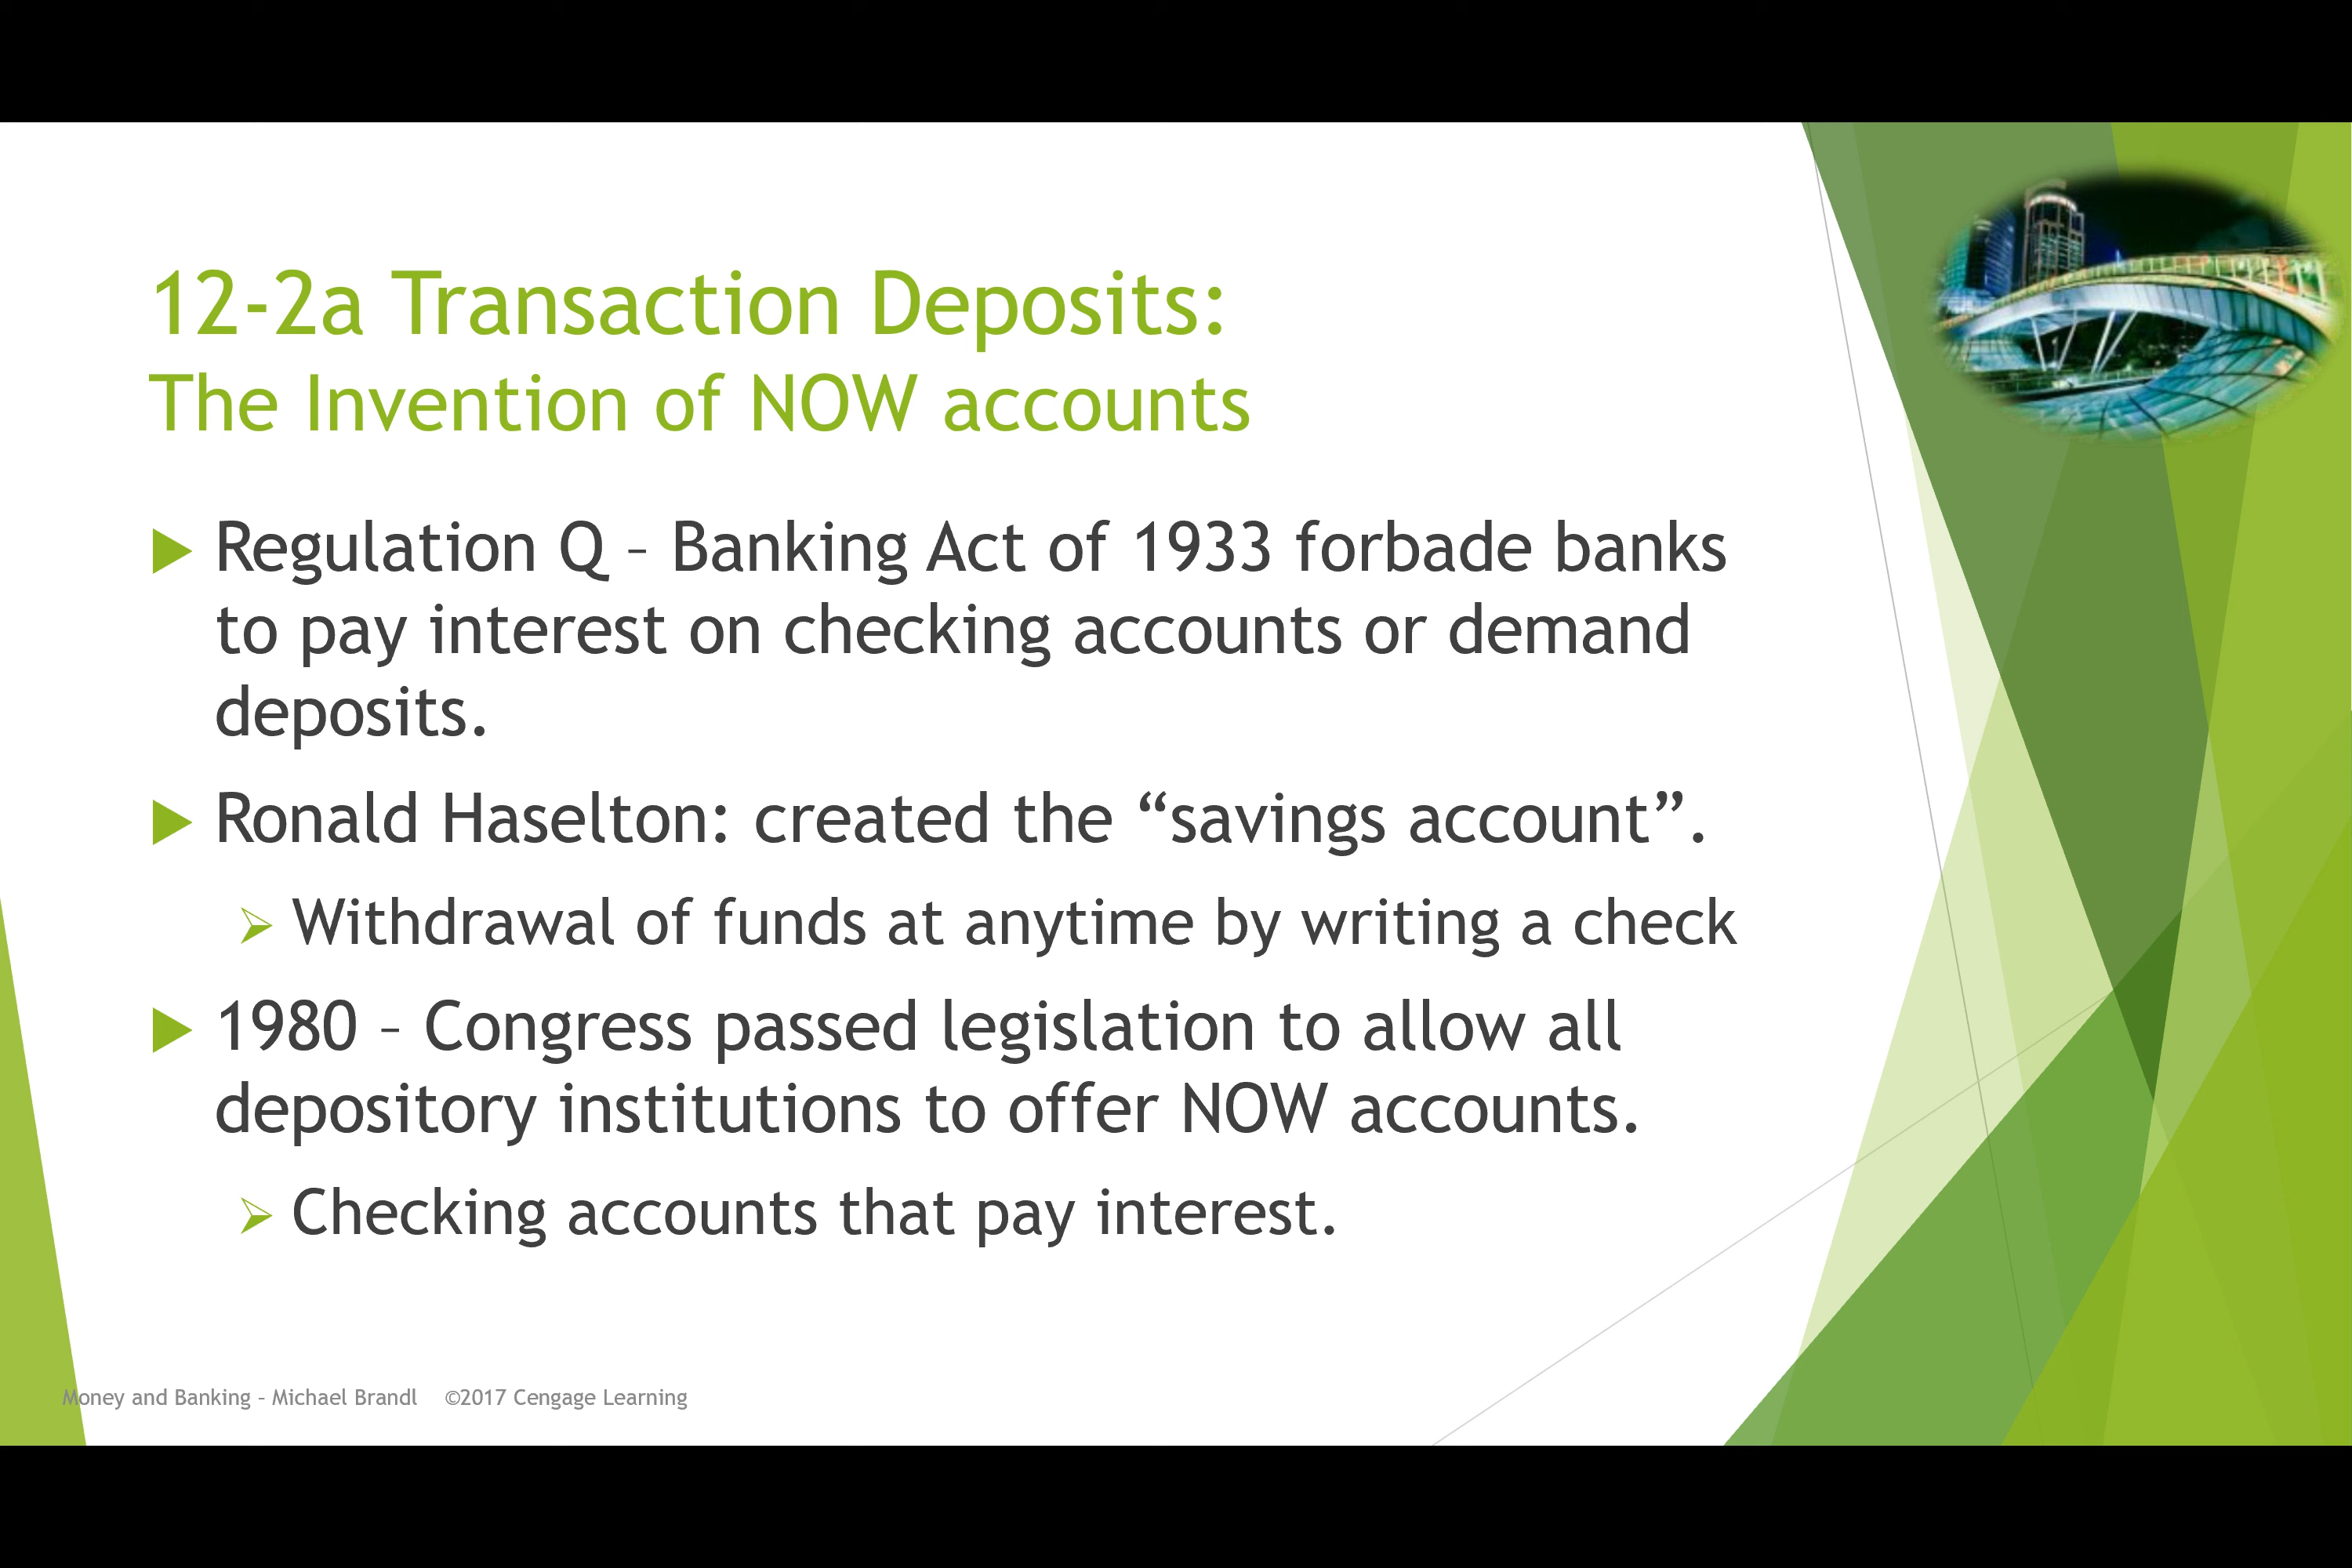 12-2a Transaction Deposits:
The Invention of NOW accounts
Regulation Q – Banking Act of 1933 forbade banks
to pay interest on checking accounts or demand
deposits.
Ronald Haselton: created the “savings account”.
Withdrawal of funds at anytime by writing a check
1980 – Congress passed legislation to allow all
depository institutions to offer NOW accounts.
Checking accounts that pay interest.
Money and Banking – Michael Brandl ©2017 Cengage Learning